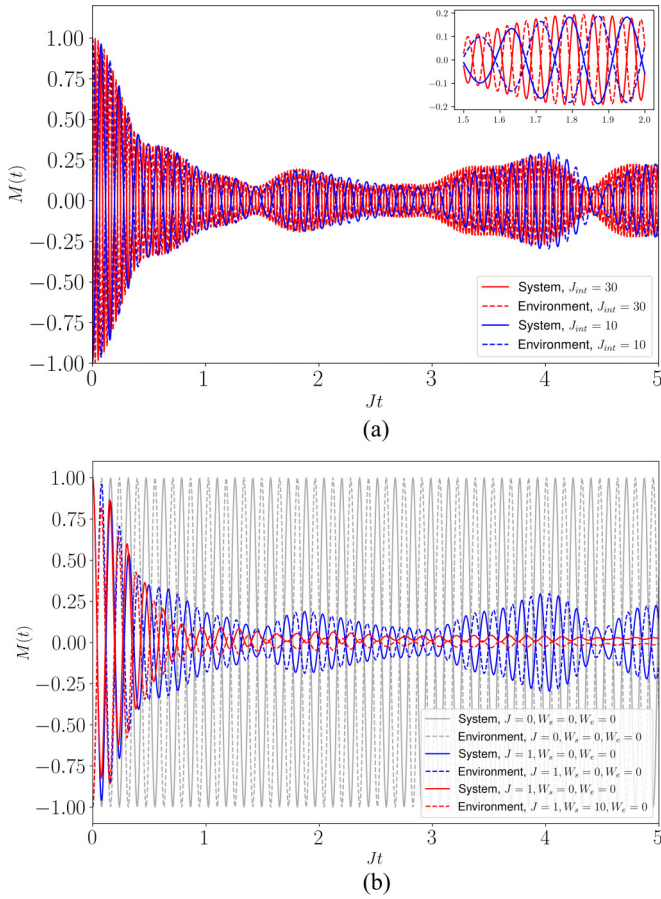 1.00
0.75
0.50
0.25
0.00
−0.25
−0.50
−0.75
−1.00
M(t)
0 1 2 3 4 5
Jt
0.2
0.1
0.0
−0.1
−0.2
1.5 1.6 1.7 1.8 1.9 2.0
System, J_int = 30
Environment, J_int = 30
System, J_int = 10
Environment, J_int = 10
(a)
1.00
0.75
0.50
0.25
0.00
−0.25
−0.50
−0.75
−1.00
M(t)
System, J = 0, W_s = 0, W_e = 0
Environment, J = 0, W_s = 0, W_e = 0
System, J = 1, W_s = 0, W_e = 0
Environment, J = 1, W_s = 0, W_e = 0
System, J = 1, W_s = 0, W_e = 0
Environment, J = 1, W_s = 10, W_e = 0
0 1 2 3 4 5
Jt
(b)